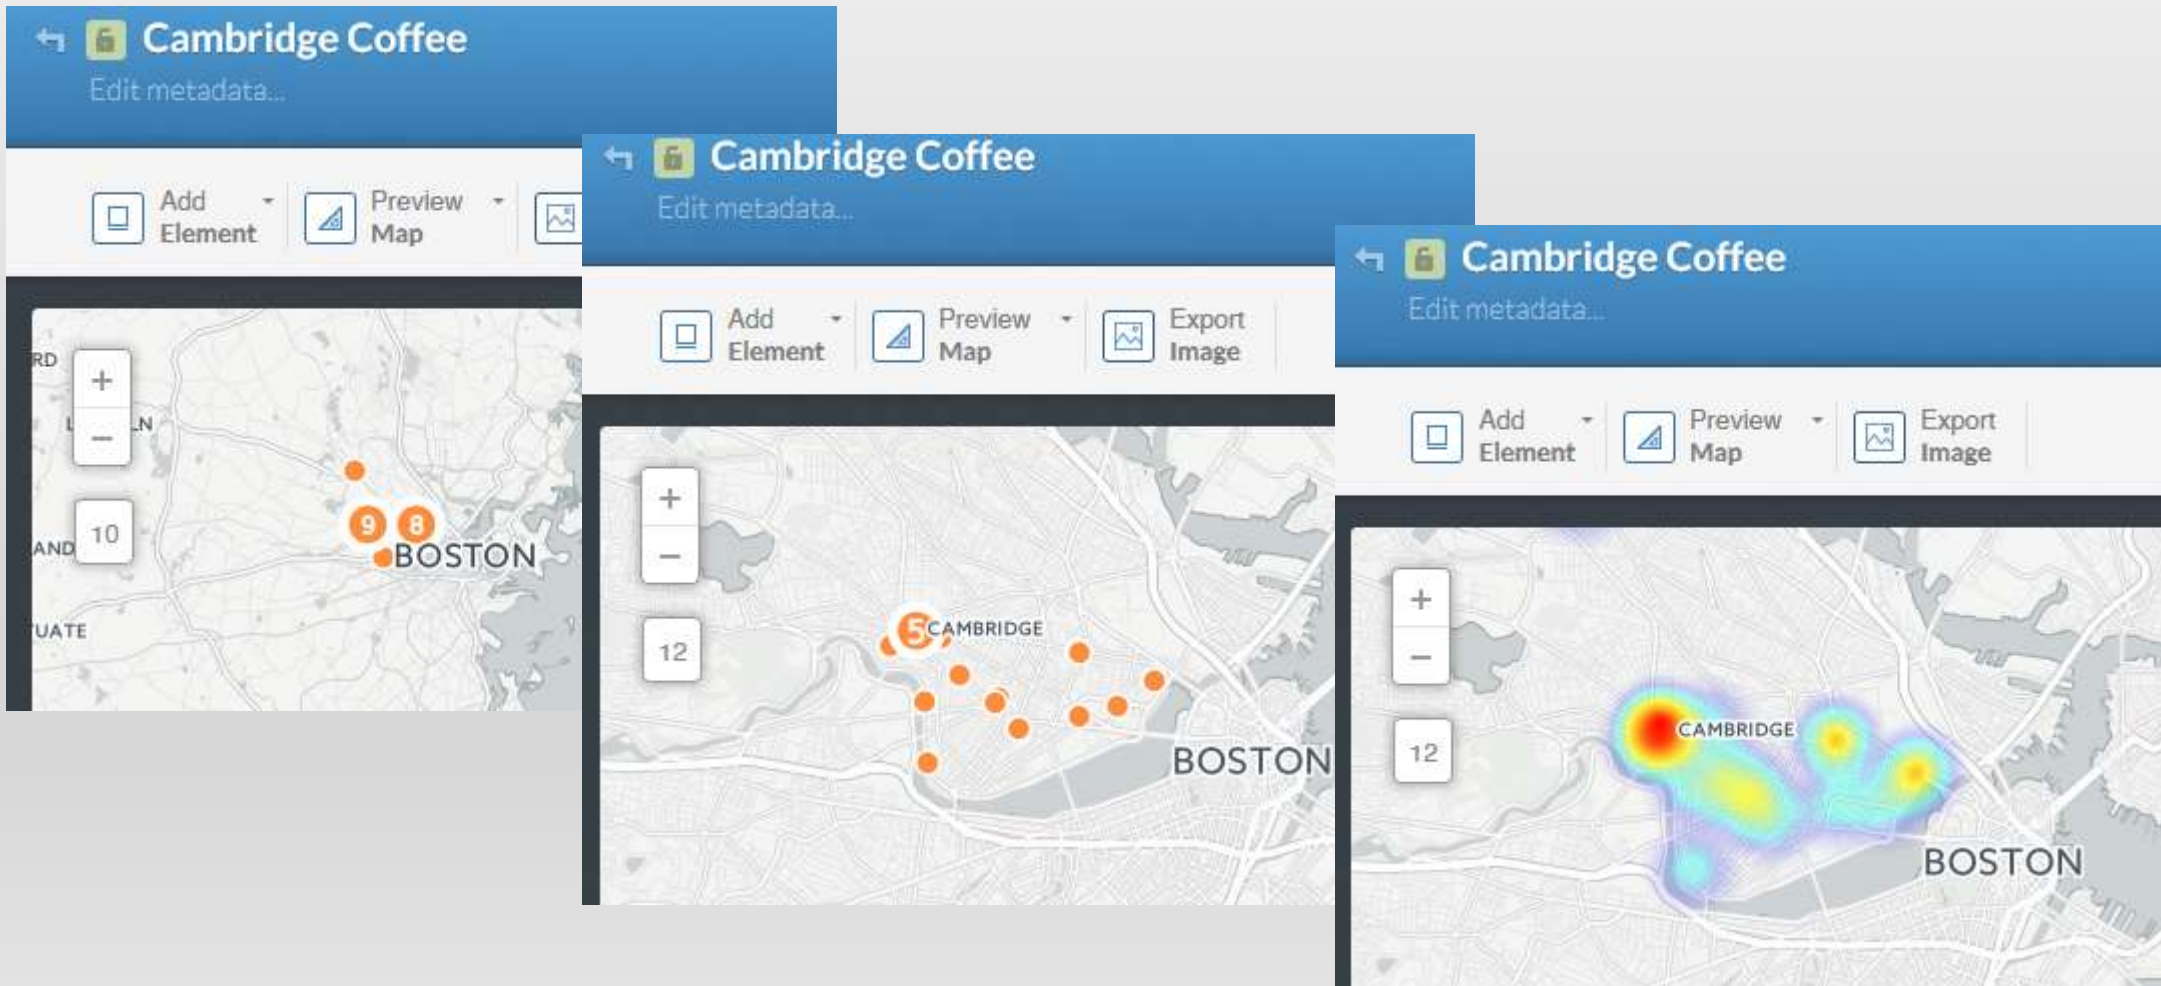 Cambridge Coffee
Edit metadata...
Add
Element
Preview
Map
RD
+
LN
−
10
AND
9
8
BOSTON
UATE
Cambridge Coffee
Edit metadata...
Add
Element
Preview
Map
Export
Image
+
−
5
CAMBRIDGE
12
BOSTON
Cambridge Coffee
Edit metadata...
Add
Element
Preview
Map
Export
Image
+
−
CAMBRIDGE
12
BOSTON